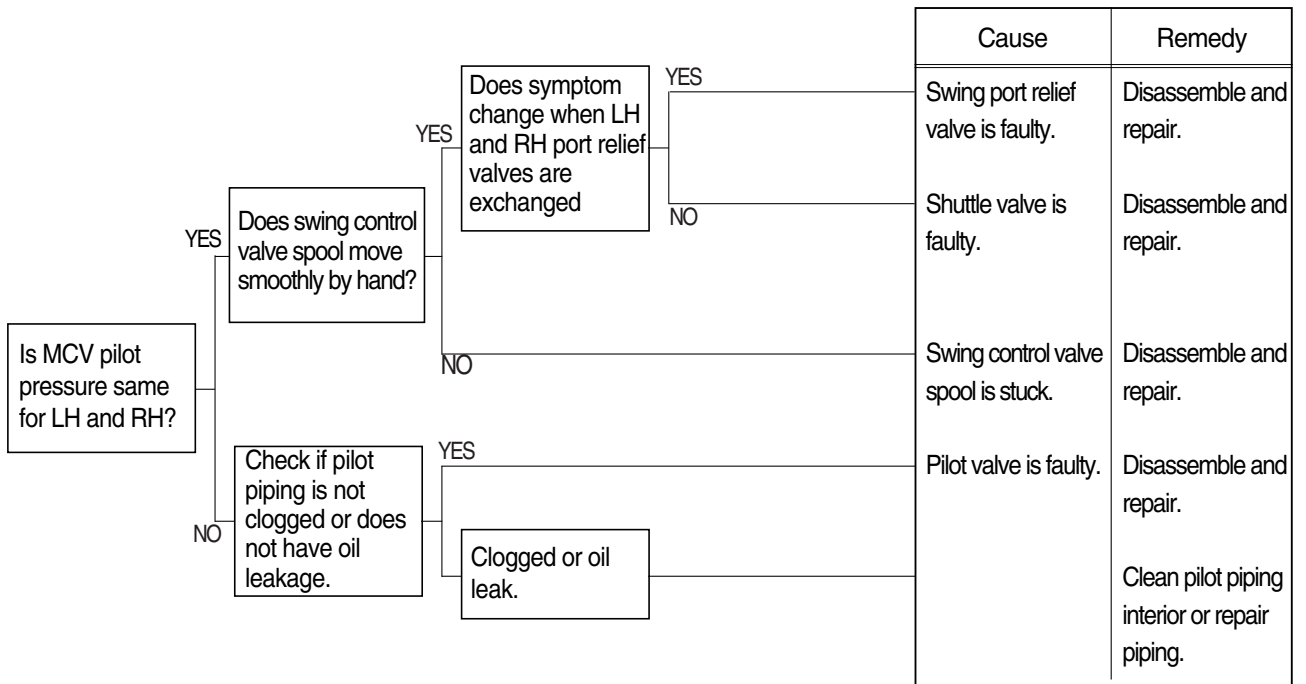 Is MCV pilot
pressure same
for LH and RH?
YES
NO
Does swing control
valve spool move
smoothly by hand?
YES
NO
Does symptom
change when LH
and RH port relief
valves are
exchanged
YES
NO
Check if pilot
piping is not
clogged or does
not have oil
leakage.
YES
Clogged or oil
leak.
Cause Remedy
Swing port relief Disassemble and
valve is faulty. repair.
Shuttle valve is Disassemble and
faulty. repair.
Swing control valve Disassemble and
spool is stuck. repair.
Pilot valve is faulty. Disassemble and
repair.
Clean pilot piping
interior or repair
piping.